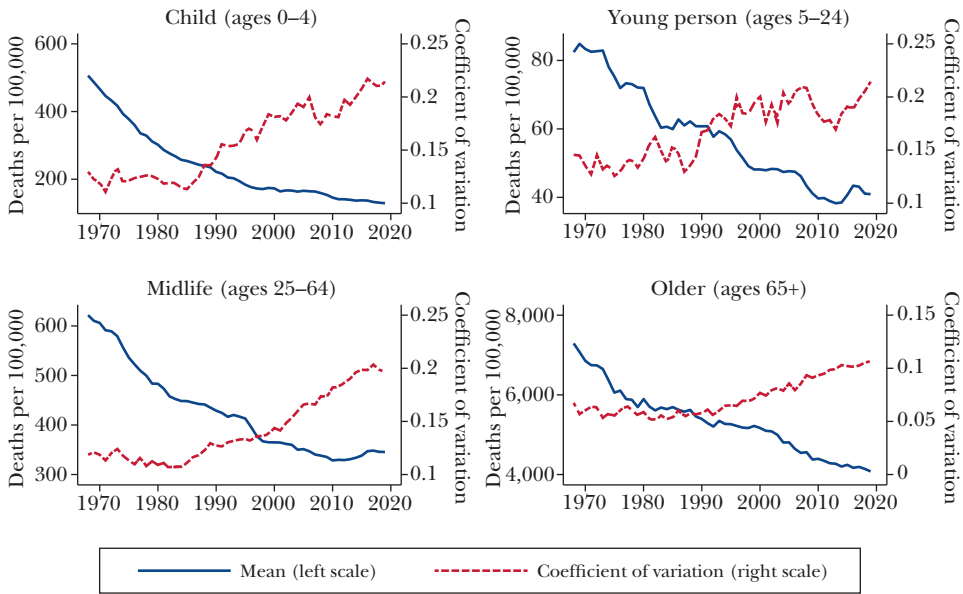 Child (ages 0–4)
Deaths per 100,000
600
400
200
0.25
0.2
0.15
0.1
Coefficient of variation
1970 1980 1990 2000 2010 2020
Young person (ages 5–24)
Deaths per 100,000
80
60
40
0.25
0.2
0.15
0.1
Coefficient of variation
1970 1980 1990 2000 2010 2020
Midlife (ages 25–64)
Deaths per 100,000
600
500
400
300
0.25
0.2
0.15
0.1
Coefficient of variation
1970 1980 1990 2000 2010 2020
Older (ages 65+)
Deaths per 100,000
8,000
6,000
4,000
0.15
0.1
0.05
0
Coefficient of variation
1970 1980 1990 2000 2010 2020
Mean (left scale)
Coefficient of variation (right scale)